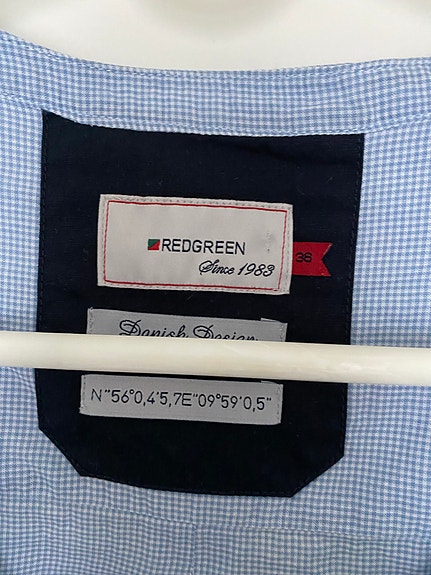 REDGREEN
Since 1983
36
Danish Design
N"56°0,4'5,7E"09°59'0,5"